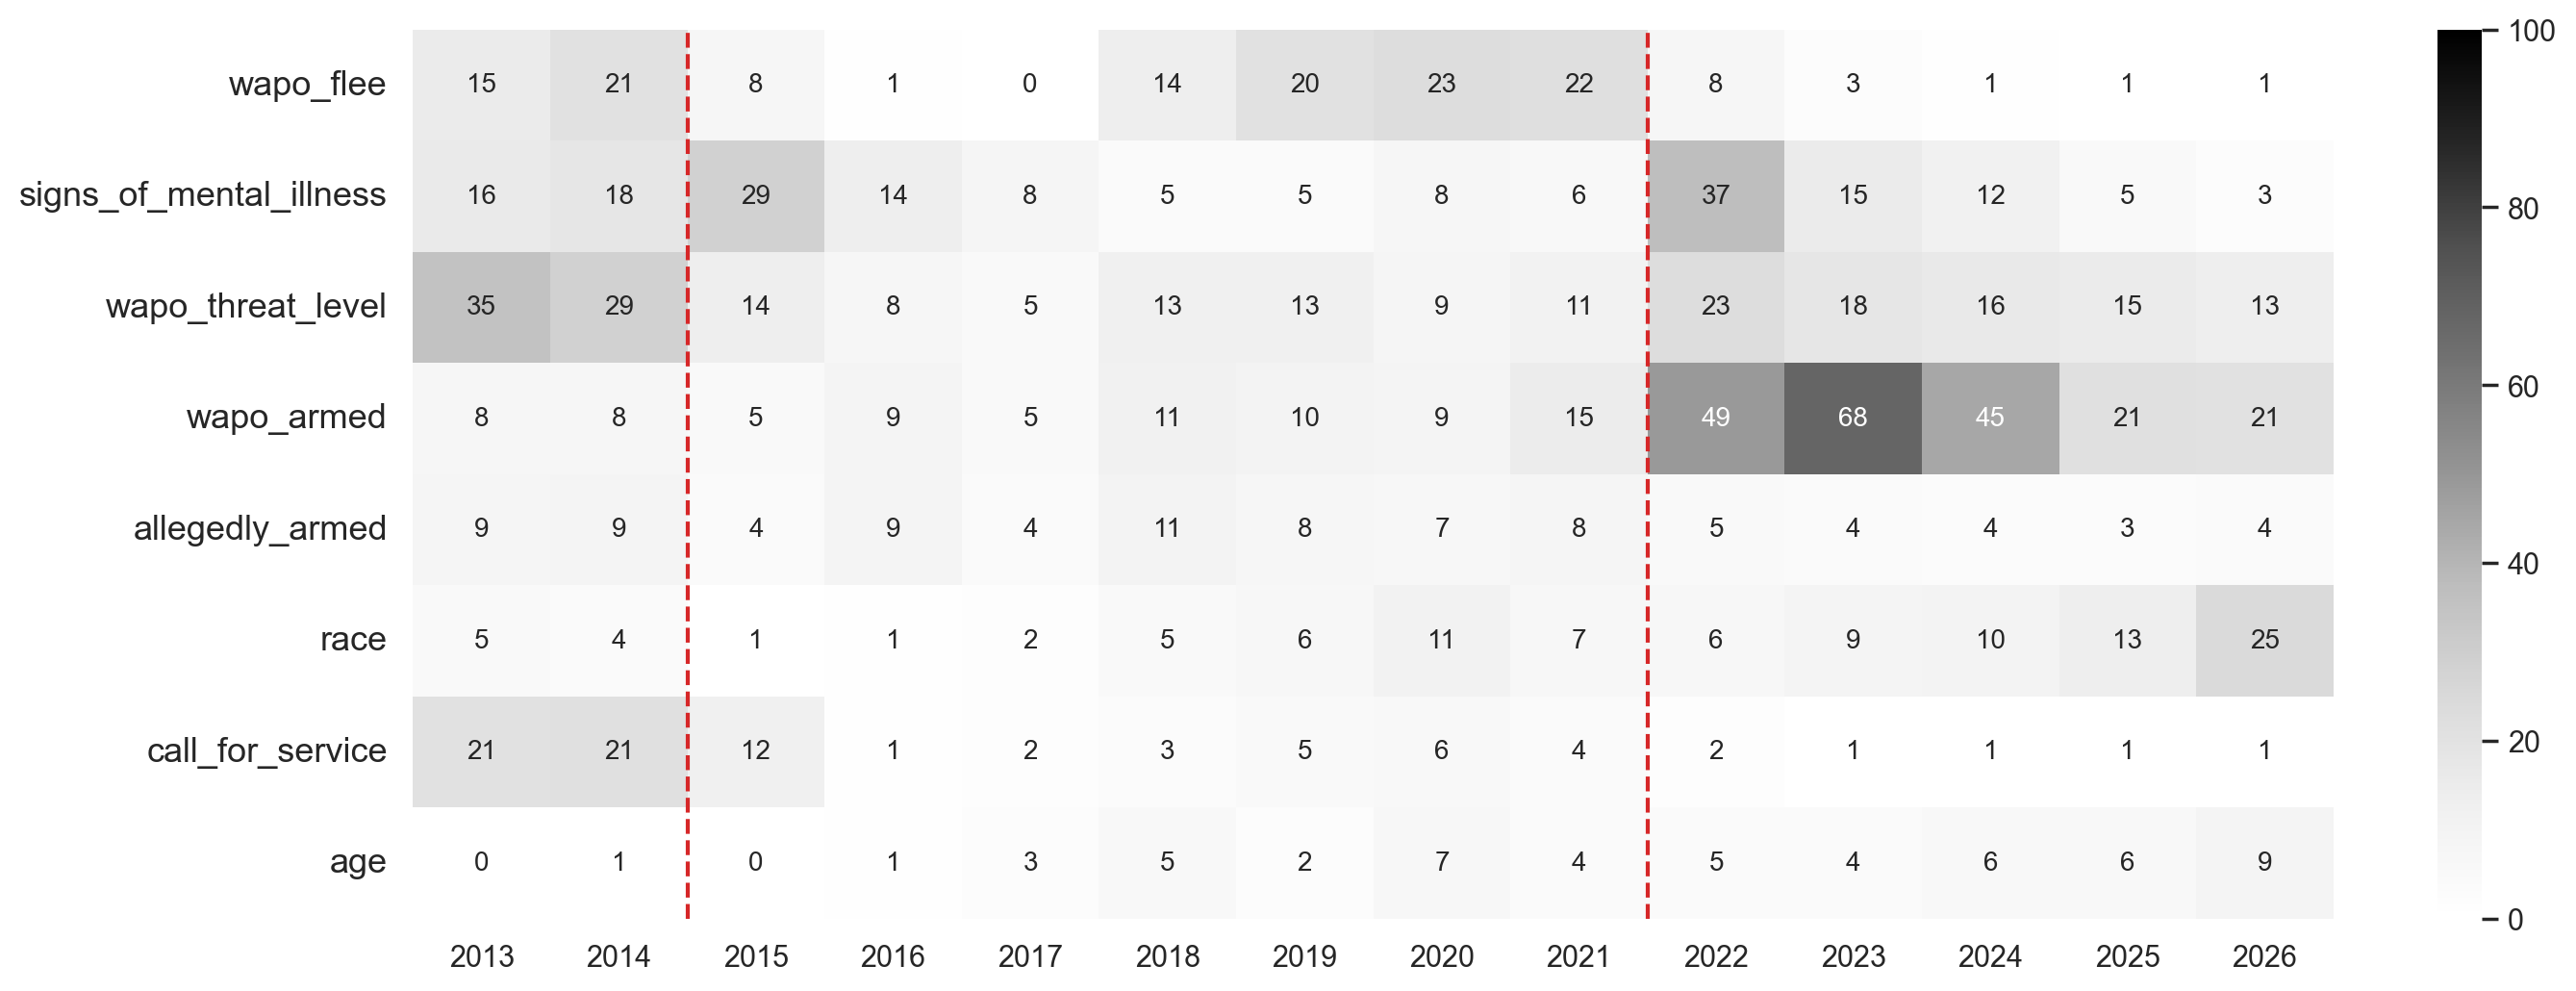 wapo_flee 15 21 8 1 0 14 20 23 22 8 3 1 1 1
signs_of_mental_illness 16 18 29 14 8 5 5 8 6 37 15 12 5 3
wapo_threat_level 35 29 14 8 5 13 13 9 11 23 18 16 15 13
wapo_armed 8 8 5 9 5 11 10 9 15 49 68 45 21 21
allegedly_armed 9 9 4 9 4 11 8 7 8 5 4 4 3 4
race 5 4 1 1 2 5 6 11 7 6 9 10 13 25
call_for_service 21 21 12 1 2 3 5 6 4 2 1 1 1 1
age 0 1 0 1 3 5 2 7 4 5 4 6 6 9
2013 2014 2015 2016 2017 2018 2019 2020 2021 2022 2023 2024 2025 2026
100
80
60
40
20
0